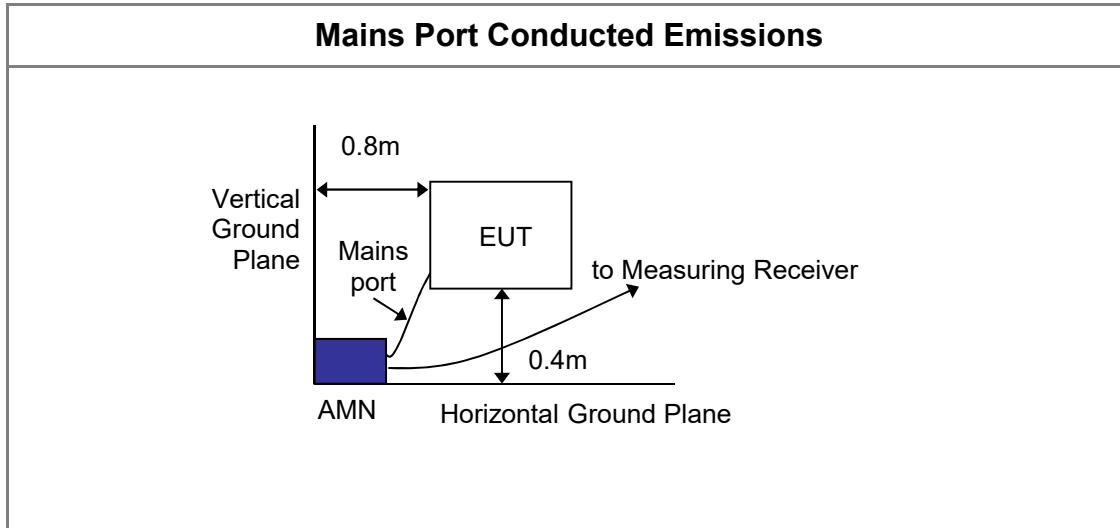 Mains Port Conducted Emissions
0.8m
Vertical
Ground
Plane
EUT
Mains
port
to Measuring Receiver
0.4m
AMN
Horizontal Ground Plane